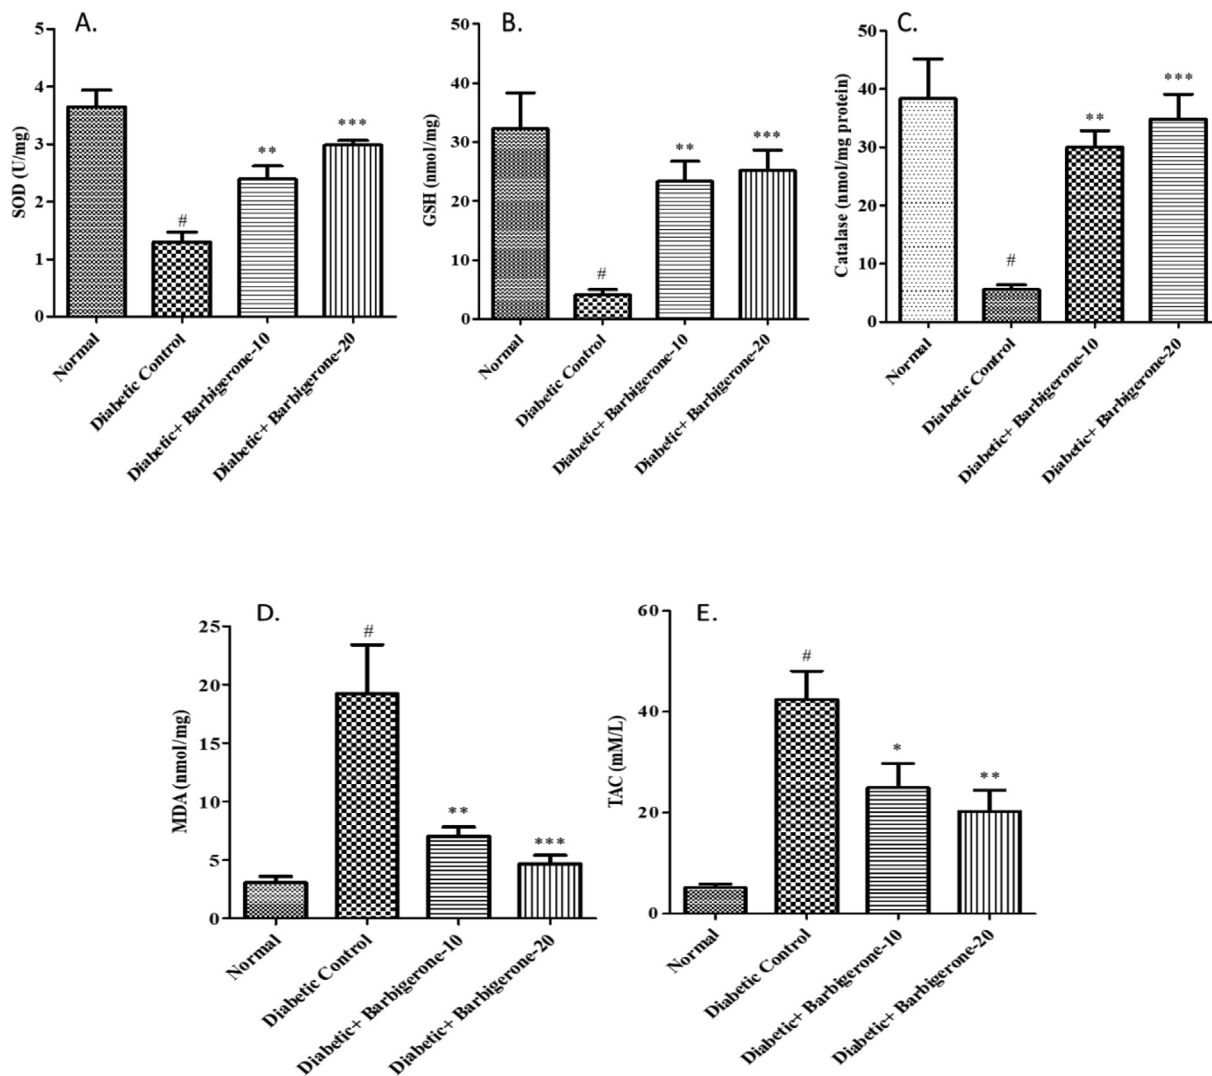 A.
5
4
3
2
1
0
SOD (U/mg)
#
**
***
Normal
Diabetic Control
Diabetic+ Barbigerone-10
Diabetic+ Barbigerone-20
B.
50
40
30
20
10
0
GSH (nmol/mg)
#
**
***
Normal
Diabetic Control
Diabetic+ Barbigerone-10
Diabetic+ Barbigerone-20
C.
50
40
30
20
10
0
Catalase (nmol/mg protein)
#
**
***
Normal
Diabetic Control
Diabetic+ Barbigerone-10
Diabetic+ Barbigerone-20
D.
25
20
15
10
5
0
MDA (nmol/mg)
#
**
***
Normal
Diabetic Control
Diabetic+ Barbigerone-10
Diabetic+ Barbigerone-20
E.
60
40
20
0
TAC (mM/L)
#
*
**
Normal
Diabetic Control
Diabetic+ Barbigerone-10
Diabetic+ Barbigerone-20